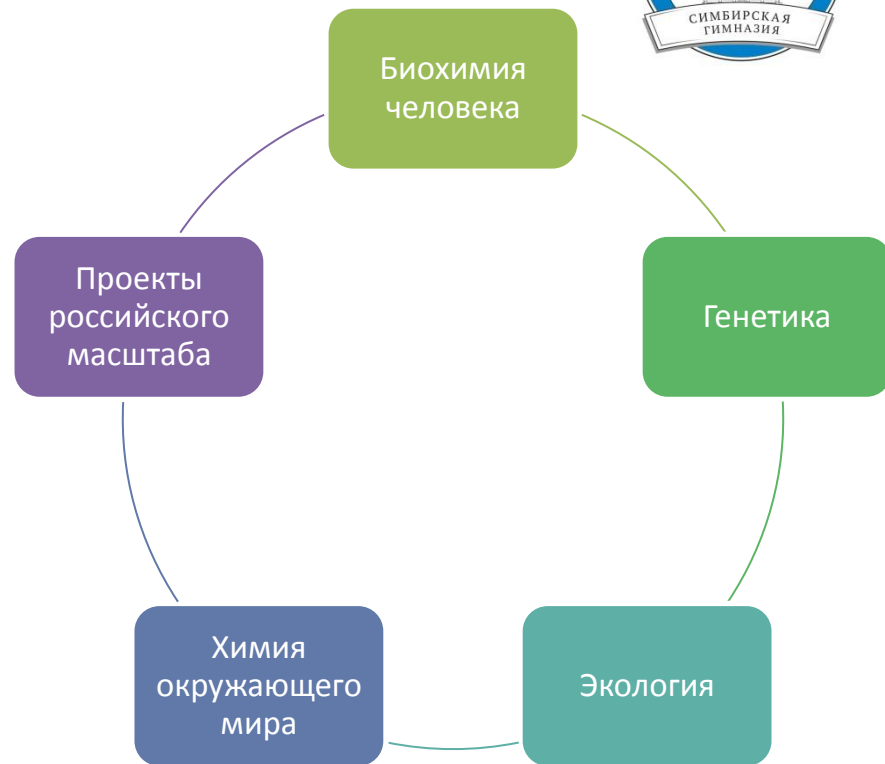 СИМБИРСКАЯ
ГИМНАЗИЯ
Биохимия
человека
Проекты
российского
масштаба
Генетика
Химия
окружающего
мира
Экология